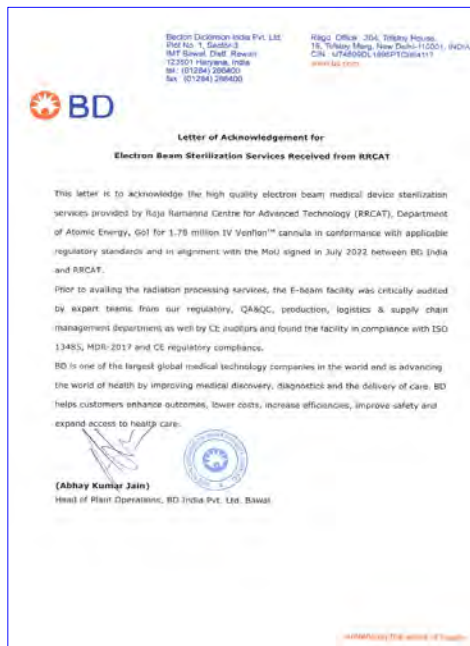 Becton Dickinson India Pvt. Ltd.
Plot No. 1, Sector-3
IMT Bawal, Distt. Rewari
123501 Haryana, India
tel : (01284) 266400
fax : (01284) 266400
Regd. Office : 304, Tolstoy House,
15, Tolstoy Marg, New Delhi-110001, INDIA
CIN :
www.bd.com
BD
Letter of Acknowledgement for
Electron Beam Sterilization Services Received from RRCAT
This letter is to acknowledge the high quality electron beam medical device sterilization
services provided by Raja Ramanna Centre for Advanced Technology (RRCAT), Department
of Atomic Energy, GoI for 1.78 million IV Venflon™ cannula in conformance with applicable
regulatory standards and in alignment with the MoU signed in July 2022 between BD India
and RRCAT.
Prior to availing the radiation processing services, the E-beam facility was critically audited
by expert teams from our regulatory, QA&QC, production, logistics & supply chain
management department as well by CE auditors and found the facility in compliance with ISO
13485, MDR-2017 and CE regulatory compliance.
BD is one of the largest global medical technology companies in the world and is advancing
the world of health by improving medical discovery, diagnostics and the delivery of care. BD
helps customers enhance outcomes, lower costs, increase efficiencies, improve safety and
expand access to health care.
(Abhay Kumar Jain)
Head of Plant Operations, BD India Pvt. Ltd. Bawal.
the world of health